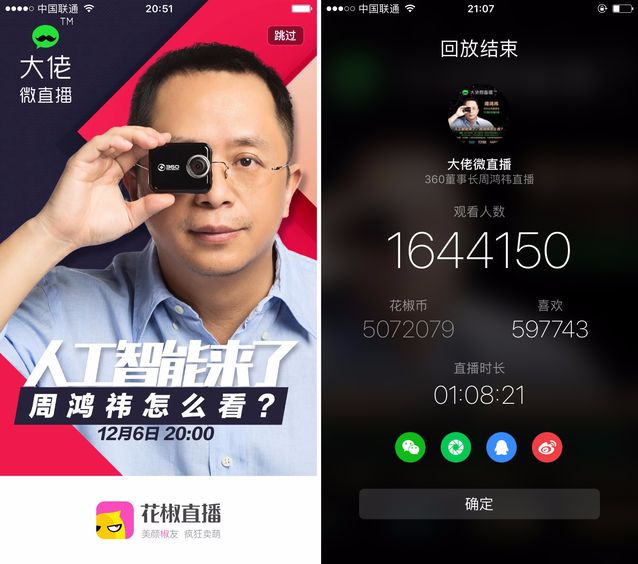 中国联通
20:51
TM
大佬
微直播
跳过
360
人工智能来了
周鸿祎怎么看？
12月6日 20:00
花椒直播
美颜椒友 疯狂卖萌
中国联通
21:07
回放结束
大佬微直播
360董事长周鸿祎直播
观看人数
1644150
花椒币
喜欢
5072079
597743
直播时长
01:08:21
确定